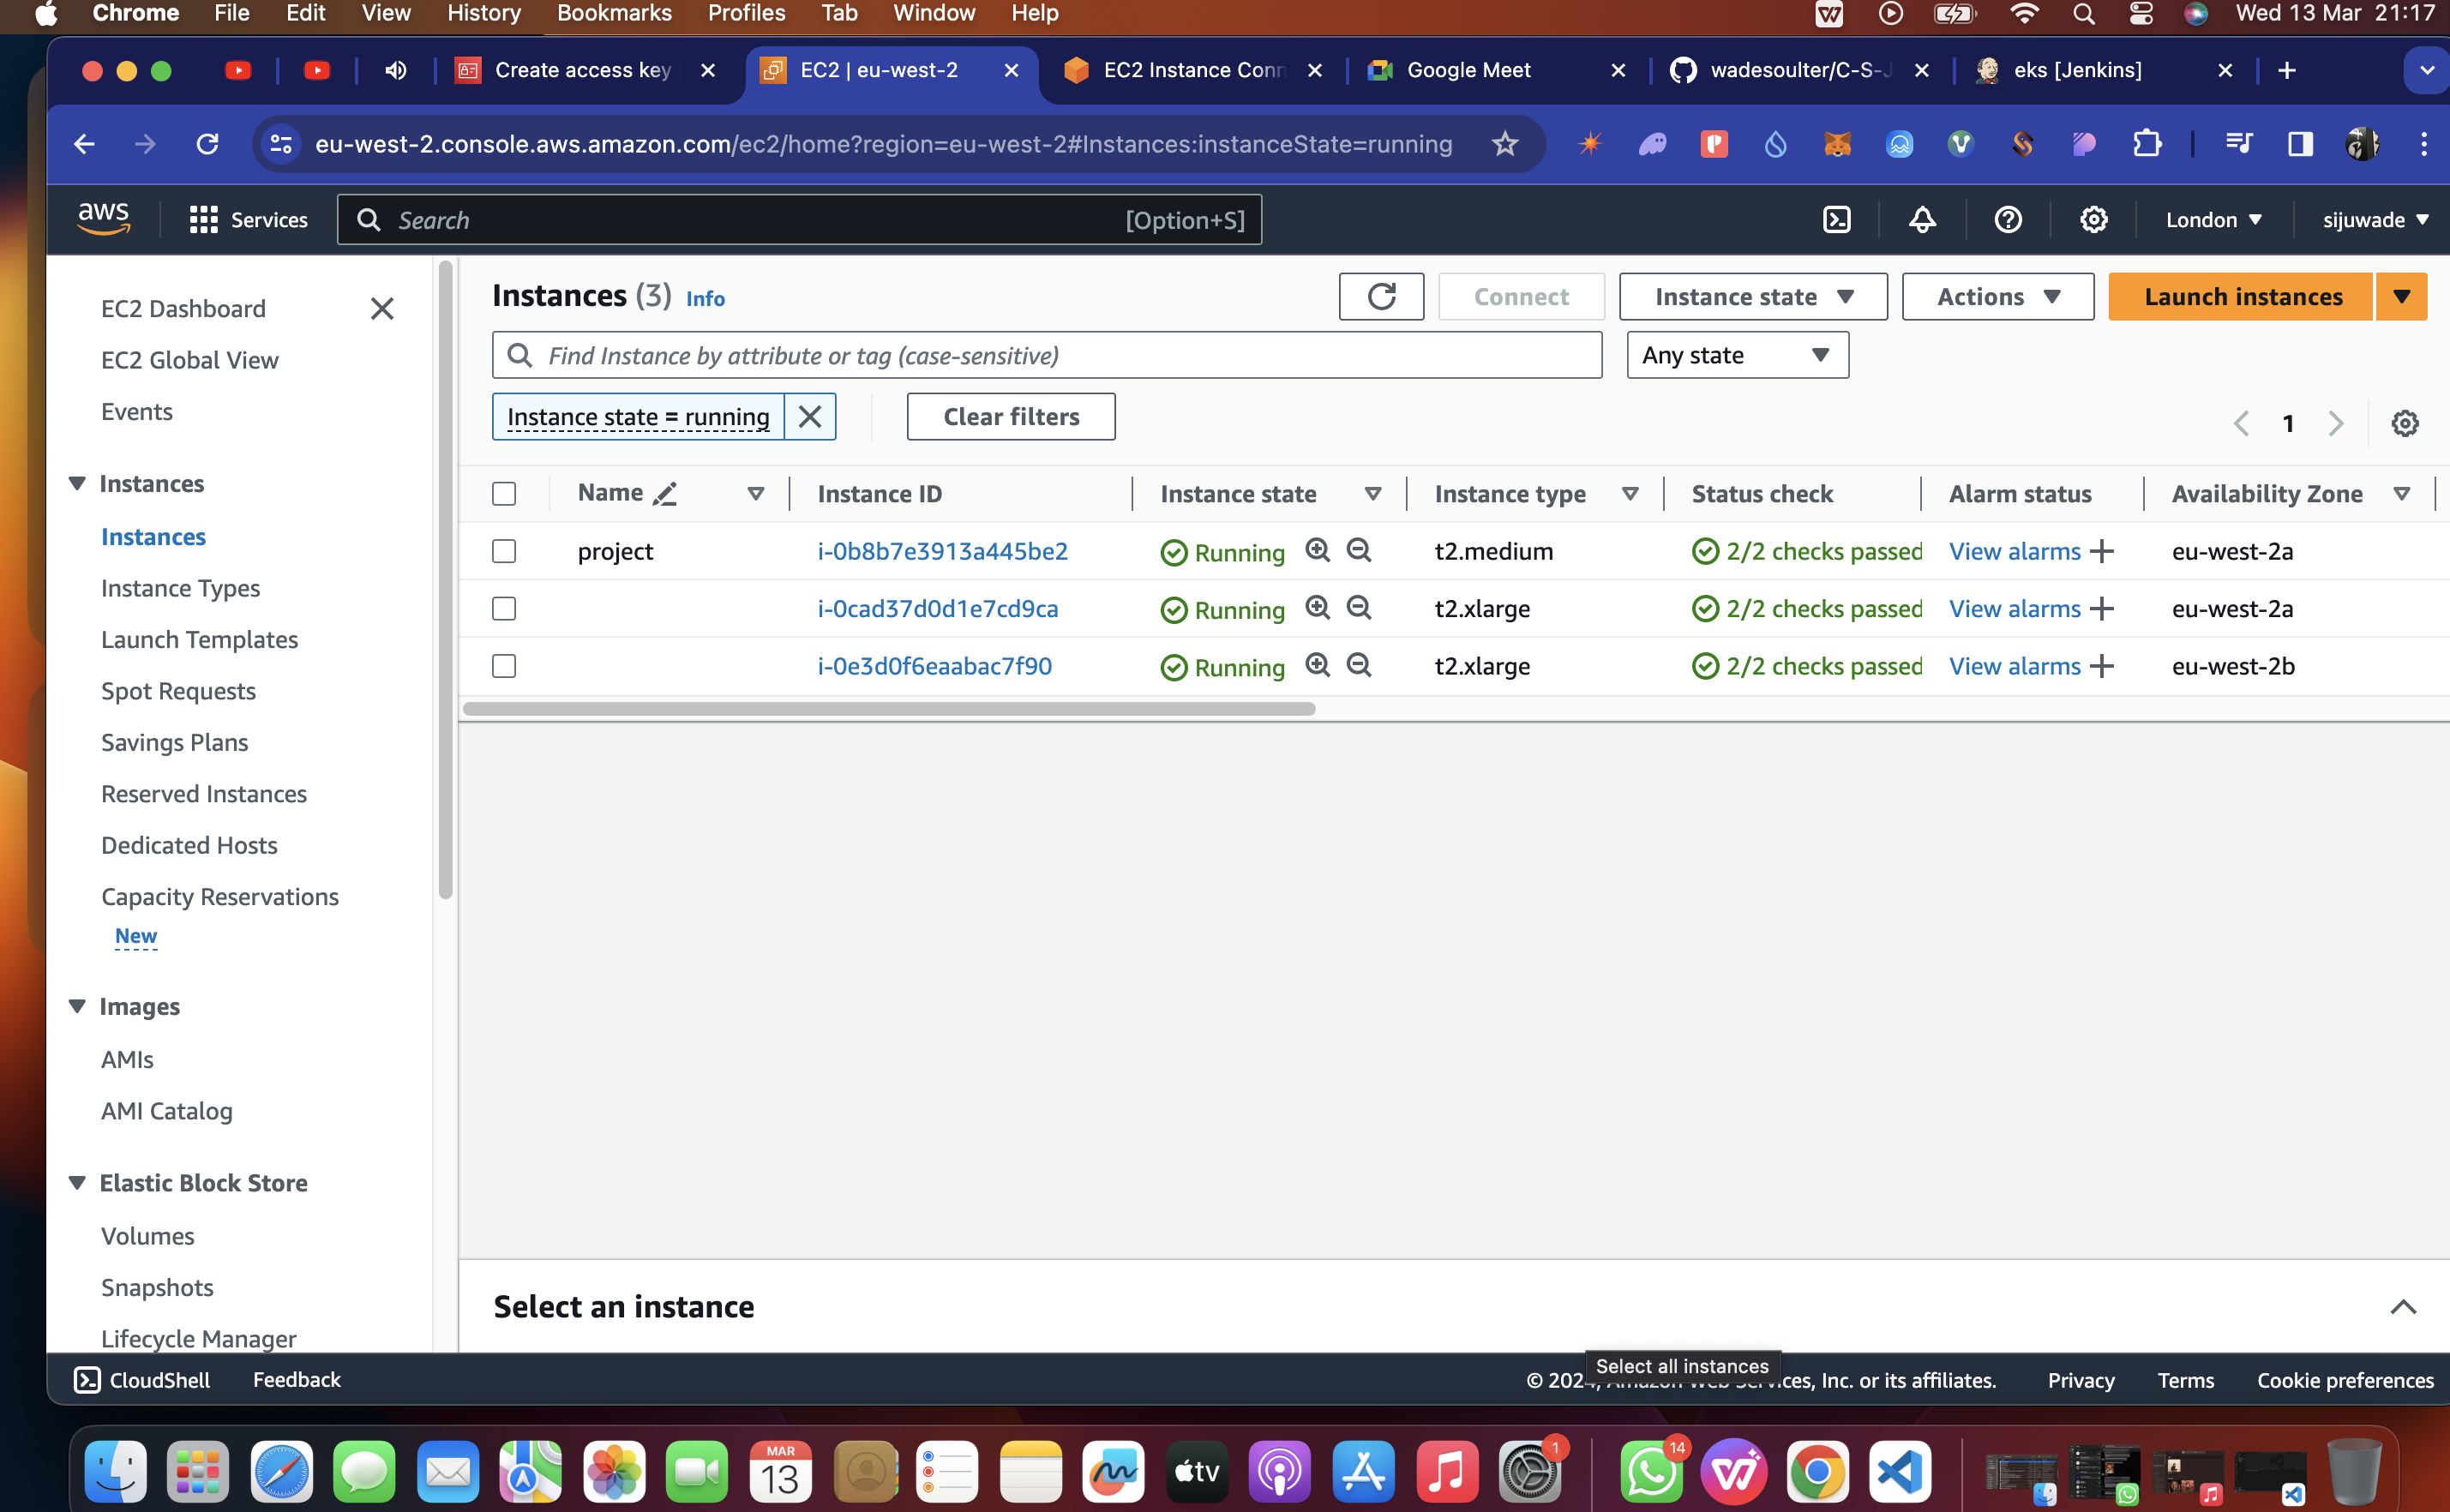 Chrome File Edit View History Bookmarks Profiles Tab Window Help Wed 13 Mar 21:17
Create access key EC2 | eu-west-2 EC2 Instance Conn Google Meet wadesoulter/C-S-J eks [Jenkins]
eu-west-2.console.aws.amazon.com/ec2/home?region=eu-west-2#Instances:instanceState=running
aws Services Search [Option+S] London sijuwade
EC2 Dashboard
EC2 Global View
Events
Instances
Instances
Instance Types
Launch Templates
Spot Requests
Savings Plans
Reserved Instances
Dedicated Hosts
Capacity Reservations
New
Images
AMIs
AMI Catalog
Elastic Block Store
Volumes
Snapshots
Lifecycle Manager
Instances (3) Info Connect Instance state Actions Launch instances
Find Instance by attribute or tag (case-sensitive) Any state
Instance state = running Clear filters 1
Name Instance ID Instance state Instance type Status check Alarm status Availability Zone
project i-0b8b7e3913a445be2 Running t2.medium 2/2 checks passed View alarms eu-west-2a
i-0cad37d0d1e7cd9ca Running t2.xlarge 2/2 checks passed View alarms eu-west-2a
i-0e3d0f6eaabac7f90 Running t2.xlarge 2/2 checks passed View alarms eu-west-2b
Select an instance
Select all instances
CloudShell Feedback © 2024, Amazon Web Services, Inc. or its affiliates. Privacy Terms Cookie preferences
MAR
13
tv
1
14